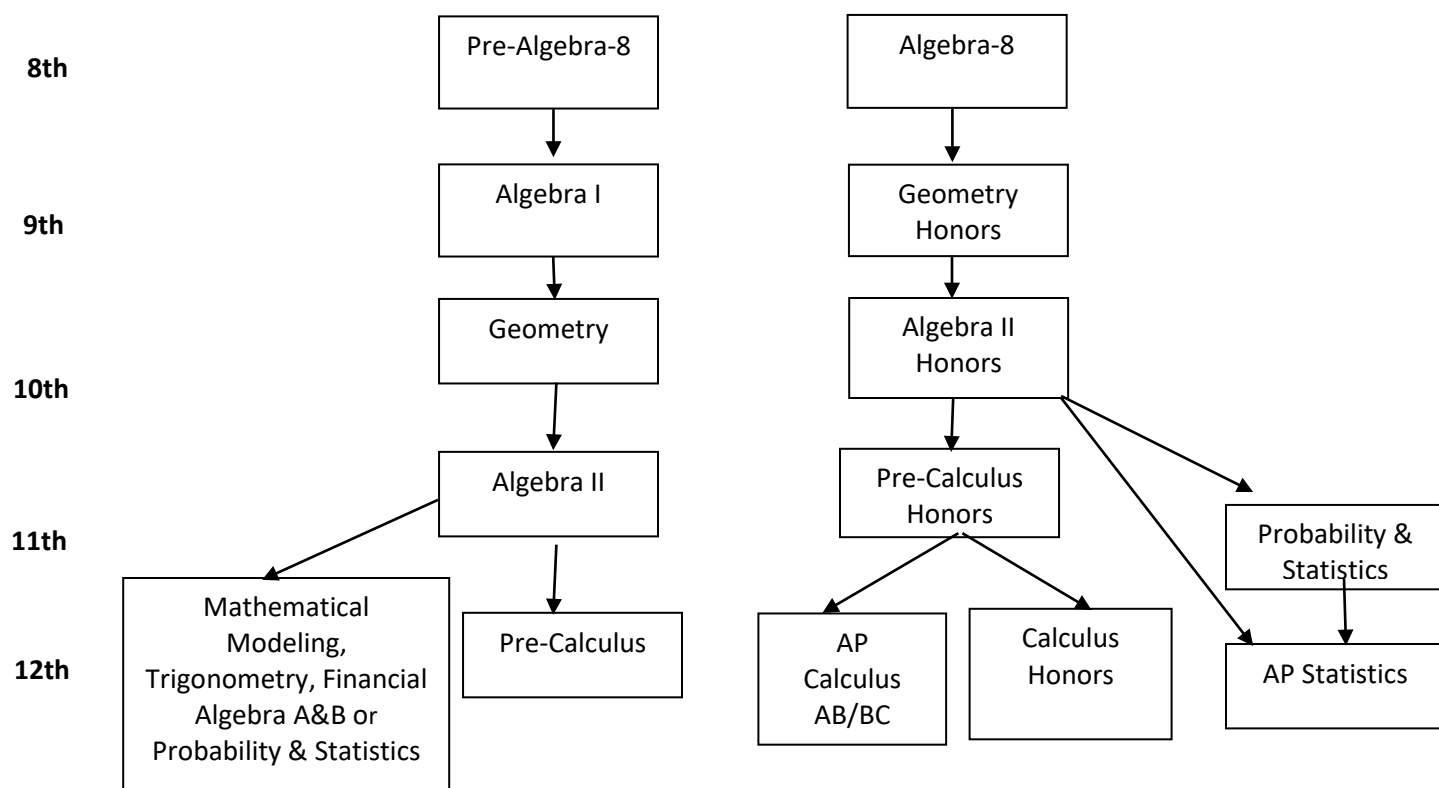 8th
Pre-Algebra-8
Algebra-8
9th
Algebra I
Geometry
Honors
10th
Geometry
Algebra II
Honors
11th
Algebra II
Pre-Calculus
Honors
Probability &
Statistics
12th
Mathematical
Modeling,
Trigonometry, Financial
Algebra A&B or
Probability & Statistics
Pre-Calculus
AP
Calculus
AB/BC
Calculus
Honors
AP Statistics